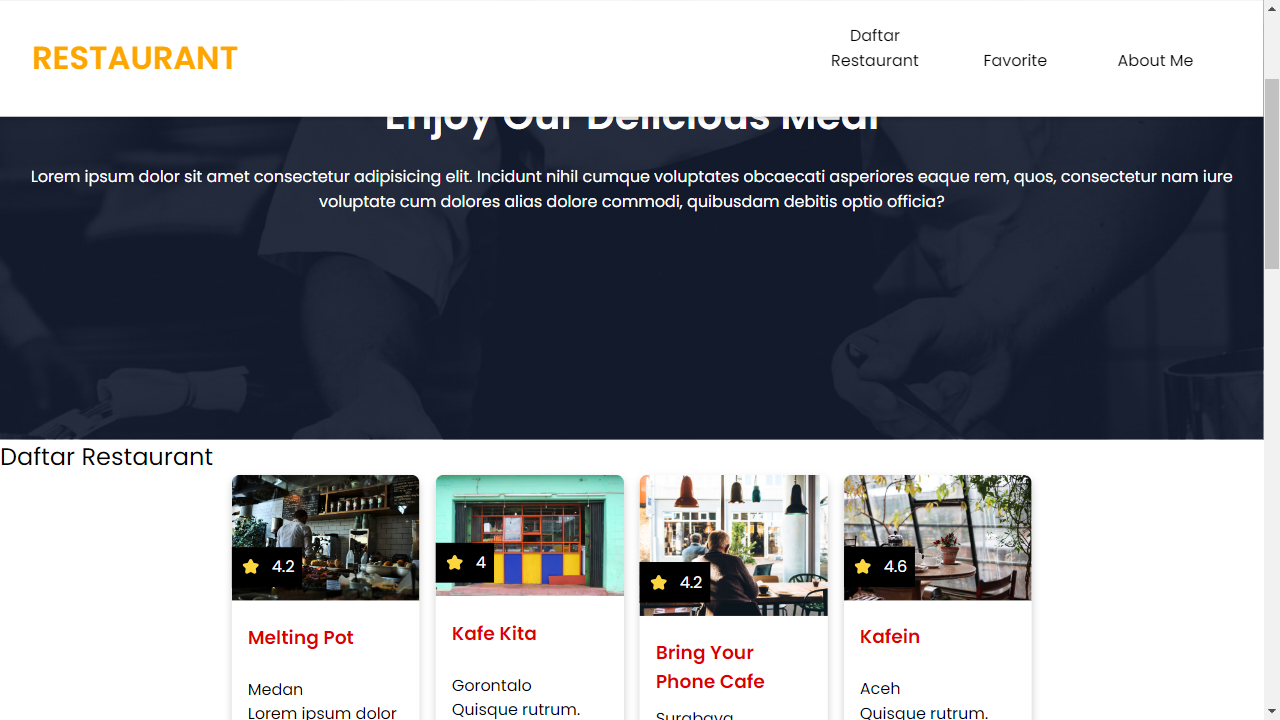 RESTAURANT
Daftar
Restaurant
Favorite
About Me
Enjoy Our Delicious Meal
Lorem ipsum dolor sit amet consectetur adipisicing elit. Incidunt nihil cumque voluptates obcaecati asperiores eaque rem, quos, consectetur nam iure
voluptate cum dolores alias dolore commodi, quibusdam debitis optio officia?
Daftar Restaurant
4.2
Melting Pot
Medan
Lorem ipsum dolor
4
Kafe Kita
Gorontalo
Quisque rutrum.
4.2
Bring Your
Phone Cafe
Surabaya
4.6
Kafein
Aceh
Quisque rutrum.